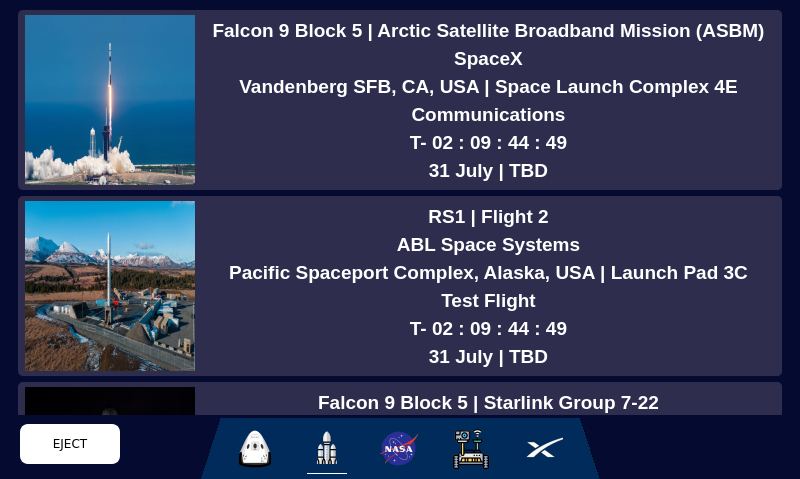 Falcon 9 Block 5 | Arctic Satellite Broadband Mission (ASBM)
SpaceX
Vandenberg SFB, CA, USA | Space Launch Complex 4E
Communications
T- 02 : 09 : 44 : 49
31 July | TBD
RS1 | Flight 2
ABL Space Systems
Pacific Spaceport Complex, Alaska, USA | Launch Pad 3C
Test Flight
T- 02 : 09 : 44 : 49
31 July | TBD
Falcon 9 Block 5 | Starlink Group 7-22
EJECT
NASA